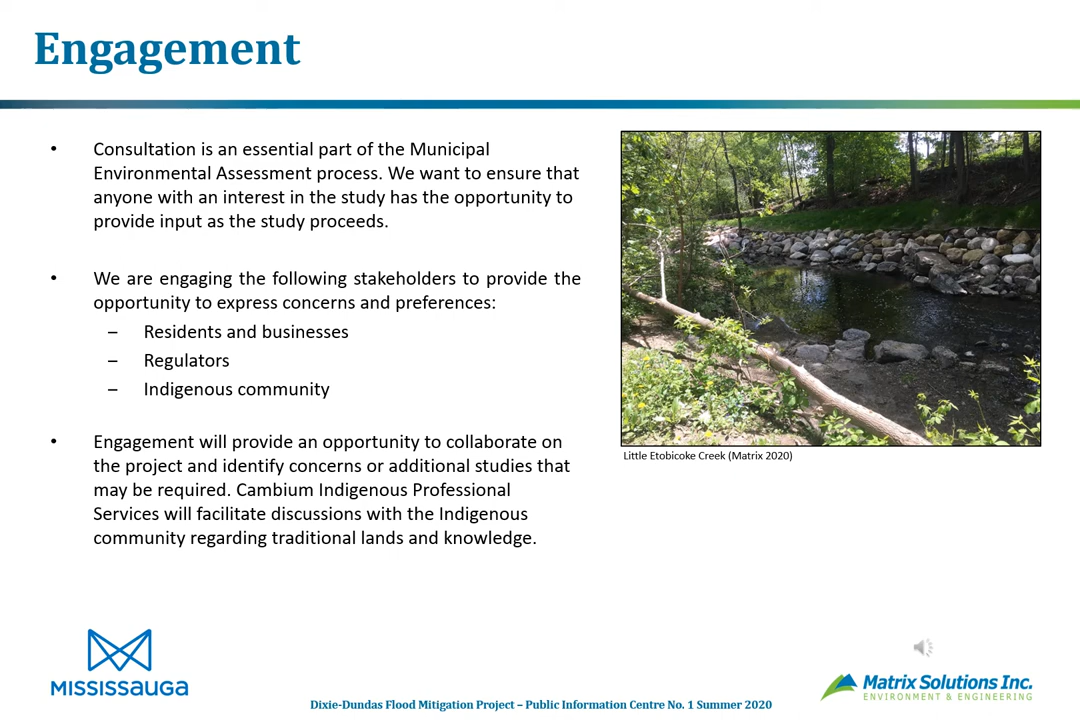 Engagement
• Consultation is an essential part of the Municipal
Environmental Assessment process. We want to ensure that
anyone with an interest in the study has the opportunity to
provide input as the study proceeds.
• We are engaging the following stakeholders to provide the
opportunity to express concerns and preferences:
– Residents and businesses
– Regulators
– Indigenous community
• Engagement will provide an opportunity to collaborate on
the project and identify concerns or additional studies that
may be required. Cambium Indigenous Professional
Services will facilitate discussions with the Indigenous
community regarding traditional lands and knowledge.
Little Etobicoke Creek (Matrix 2020)
MISSISSAUGA
Dixie-Dundas Flood Mitigation Project – Public Information Centre No. 1 Summer 2020
Matrix Solutions Inc.
ENVIRONMENT & ENGINEERING